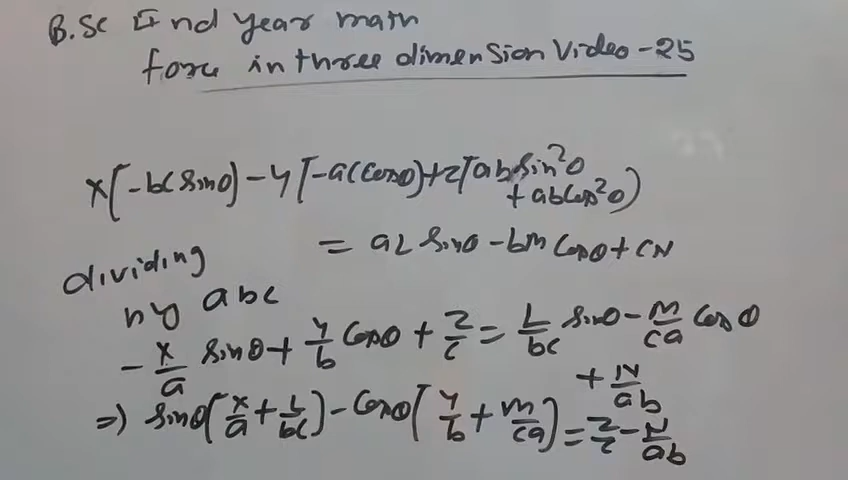 B.Sc IInd year math
force in three dimension Video-25
x[-bc sinθ) - y [-a(cosθ) + z[ab sin²θ
+ ab cos²θ)
= aL sinθ - bM cosθ + CN
dividing
by abc
- x/a sinθ + y/b cosθ + z/c = L/bc sinθ - M/ca cosθ
+ N/ab
⇒) sinθ[x/a + L/bc) - cosθ[y/b + m/ca) = z/c - N/ab